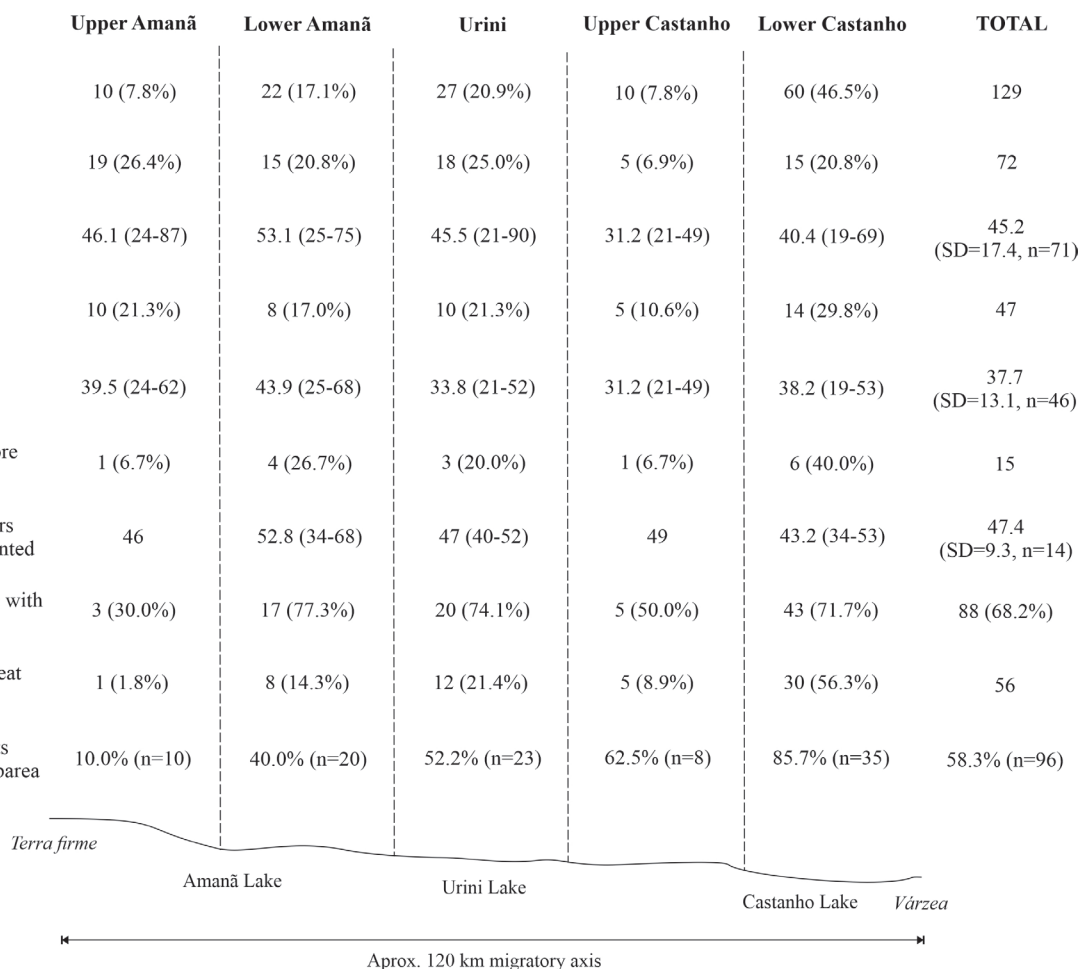 Upper Amanã Lower Amanã Urini Upper Castanho Lower Castanho TOTAL
10 (7.8%) 22 (17.1%) 27 (20.9%) 10 (7.8%) 60 (46.5%) 129
19 (26.4%) 15 (20.8%) 18 (25.0%) 5 (6.9%) 15 (20.8%) 72
46.1 (24-87) 53.1 (25-75) 45.5 (21-90) 31.2 (21-49) 40.4 (19-69) 45.2
(SD=17.4, n=71)
10 (21.3%) 8 (17.0%) 10 (21.3%) 5 (10.6%) 14 (29.8%) 47
39.5 (24-62) 43.9 (25-68) 33.8 (21-52) 31.2 (21-49) 38.2 (19-53) 37.7
(SD=13.1, n=46)
1 (6.7%) 4 (26.7%) 3 (20.0%) 1 (6.7%) 6 (40.0%) 15
46 52.8 (34-68) 47 (40-52) 49 43.2 (34-53) 47.4
(SD=9.3, n=14)
with
3 (30.0%) 17 (77.3%) 20 (74.1%) 5 (50.0%) 43 (71.7%) 88 (68.2%)
1 (1.8%) 8 (14.3%) 12 (21.4%) 5 (8.9%) 30 (56.3%) 56
10.0% (n=10) 40.0% (n=20) 52.2% (n=23) 62.5% (n=8) 85.7% (n=35) 58.3% (n=96)
Terra firme
Amanã Lake Urini Lake
Castanho Lake Várzea
Aprox. 120 km migratory axis